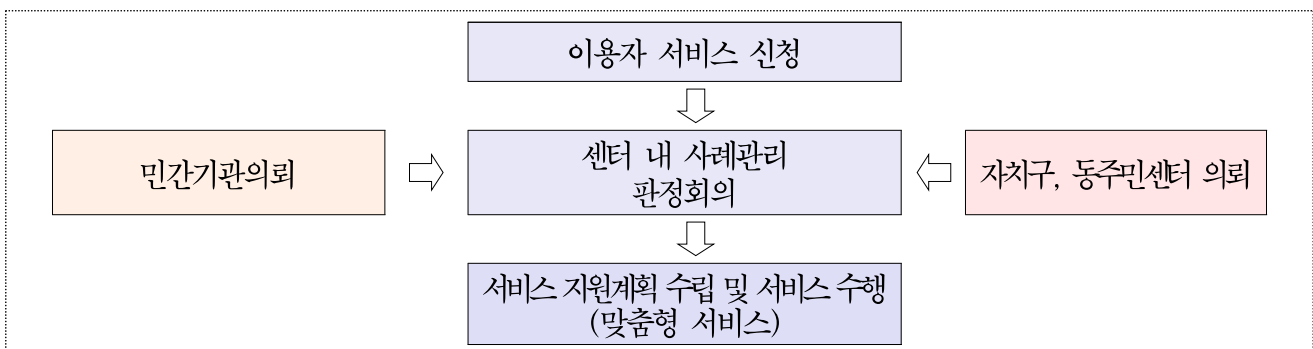 이용자 서비스 신청
민간기관의뢰
센터 내 사례관리
판정회의
자치구, 동주민센터 의뢰
서비스 지원계획 수립 및 서비스 수행
(맞춤형 서비스)